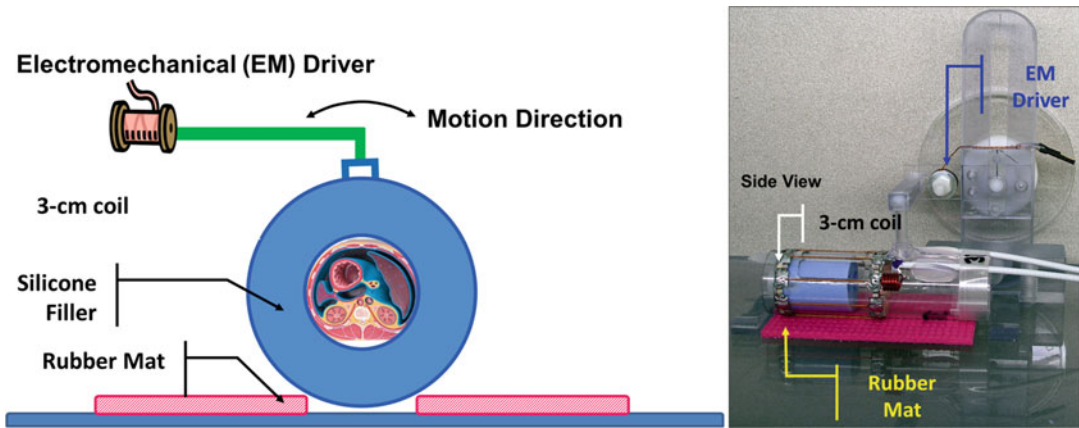 Electromechanical (EM) Driver
Motion Direction
3-cm coil
Silicone
Filler
Rubber Mat
EM
Driver
Side View
3-cm coil
Rubber
Mat